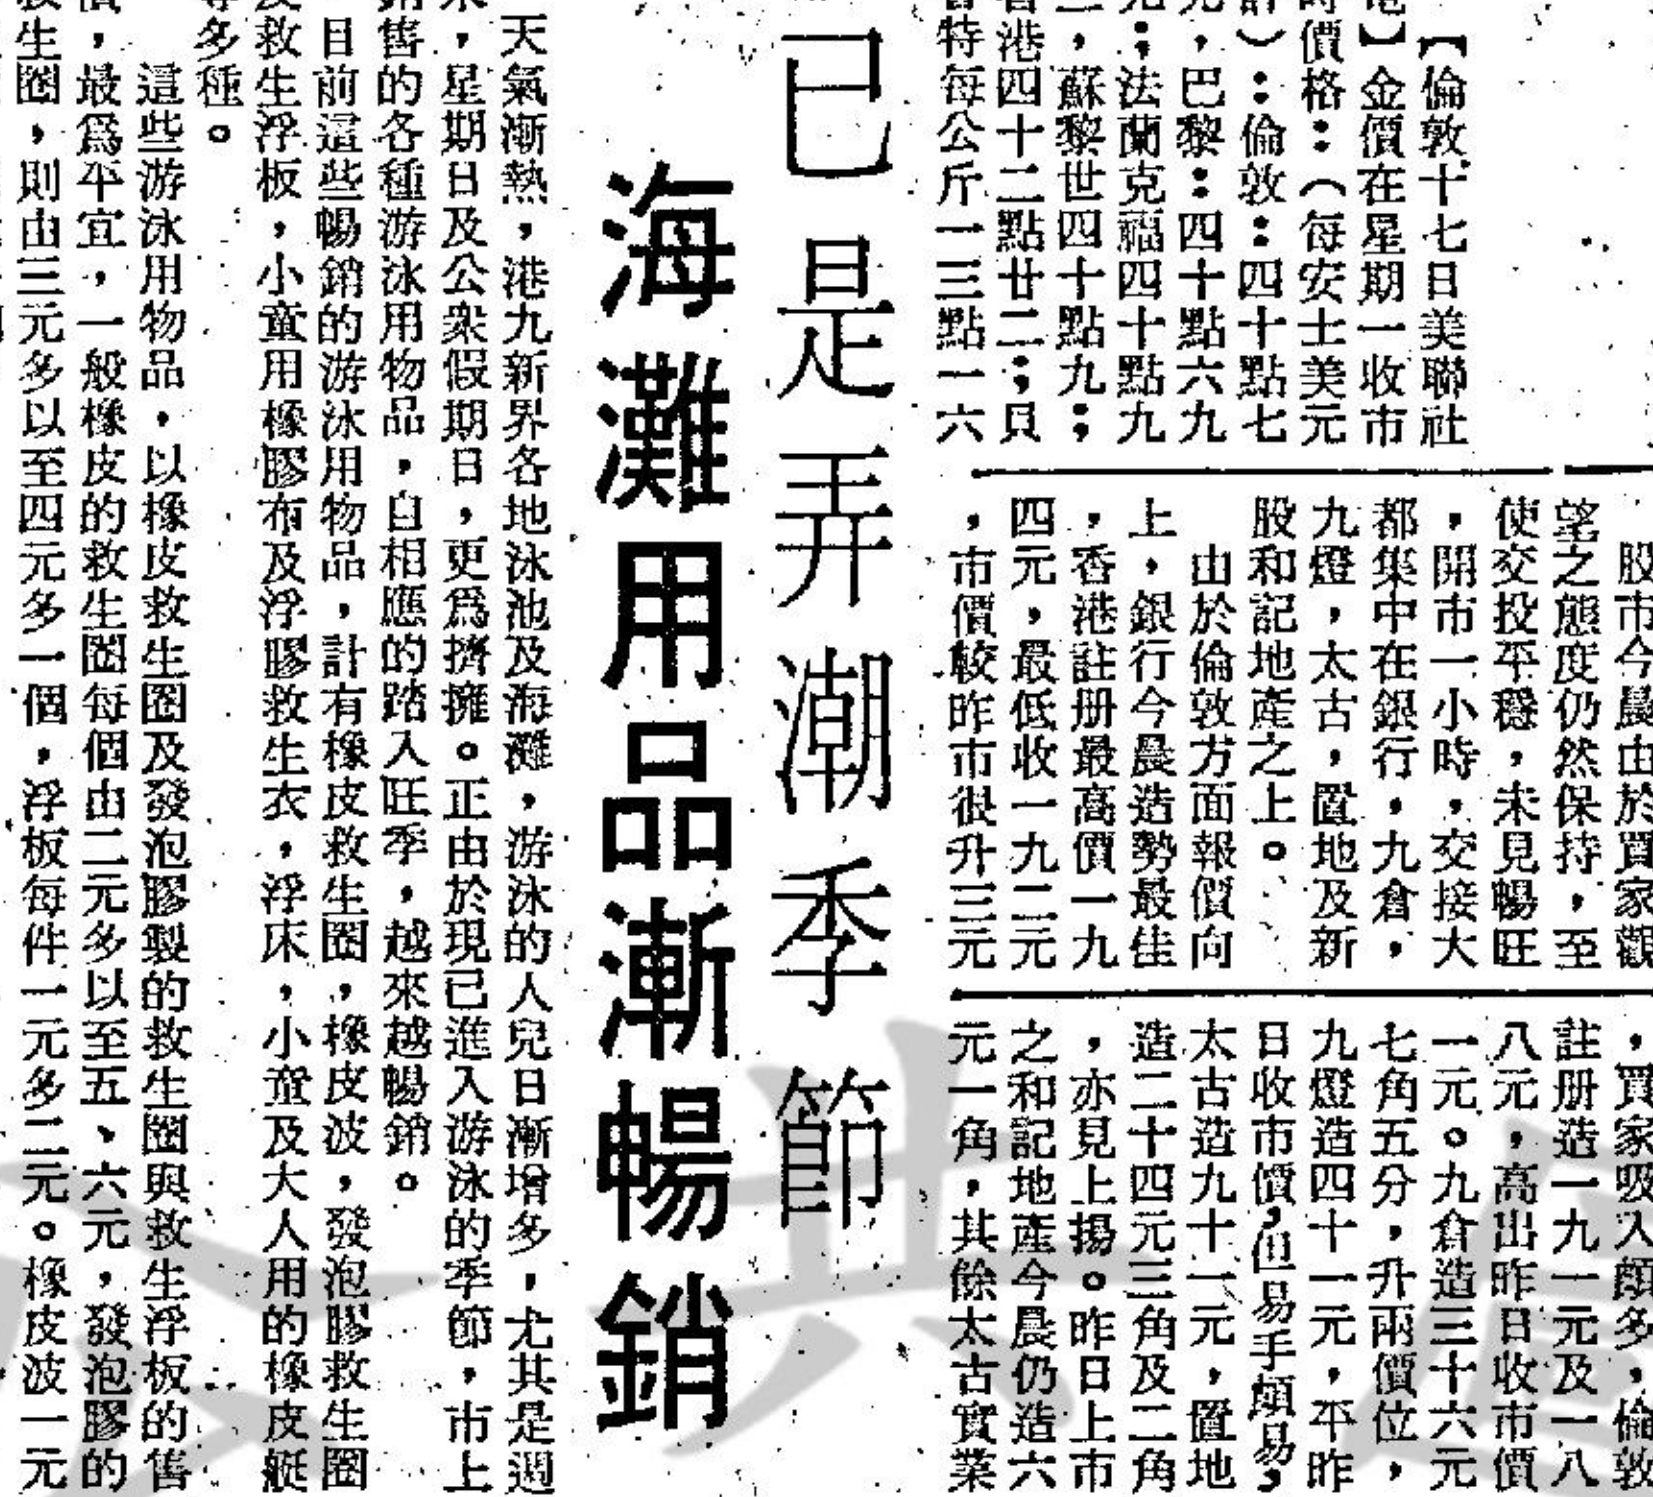 【倫敦十七日美聯社
】金價在星期一收市
時價格：（每安士美元
計）：倫敦：四十點七
元，巴黎：四十點六九
元；法蘭克福四十點九
三，蘇黎世四十點九；
香港四十二點廿二；貝
魯特每公斤一三點一六
股市今晨由於買家觀
望之態度仍然保持，至
使交投平穩，未見暢旺
，開市一小時，交接大
都集中在銀行，九倉，
九燈，太古，置地及新
股和記地產之上。
由於倫敦方面報價向
上，銀行今晨造勢最佳
，香港註册最高價一九
四元，最低收一九二元
，市價較昨市很升三元
，買家吸入頗多，倫敦
註册造一九一元及一八
八元，高出昨日收市價
一元。九倉造三十六元
七角五分，升兩價位，
九燈造四十一元，平昨
日收市價，但易手頗易，
太古造九十一元，置地
造二十四元三角及二角
，亦見上揚。昨日上市
之和記地產今晨仍造六
元一角，其餘太古實業
已是弄潮季節
海灘用品漸暢銷
天氣漸熱，港九新界各地泳池及海灘，游泳的人兒日漸增多，尤其是週
末，星期日及公衆假期日，更爲擠擁。正由於現已進入游泳的季節，市上
銷售的各種游泳用物品，自相應的踏入旺季，越來越暢銷。
目前這些暢銷的游泳用物品，計有橡皮救生圈，橡皮波，發泡膠救生圈
及救生浮板，小童用橡膠布及浮膠救生衣，浮床，小童及大人用的橡皮艇
等多種。
這些游泳用物品，以橡皮救生圈及發泡膠製的救生圈與救生浮板的售
價，最爲平宜，一般橡皮的救生圈每個由二元多以至五、六元，發泡膠的
救生圈，則由三元多以至四元多一個，浮板每件一元多二元。橡皮波一元